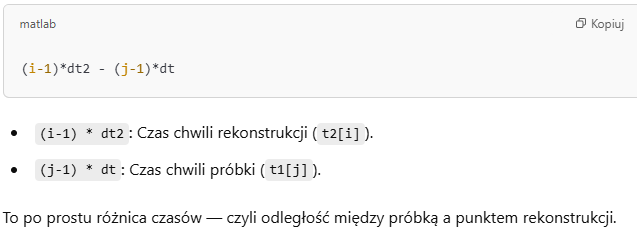 matlab Kopiuj
(i-1)*dt2 - (j-1)*dt
• (i-1) * dt2: Czas chwili rekonstrukcji (t2[i]).
• (j-1) * dt: Czas chwili próbki (t1[j]).
To po prostu różnica czasów — czyli odległość między próbką a punktem rekonstrukcji.